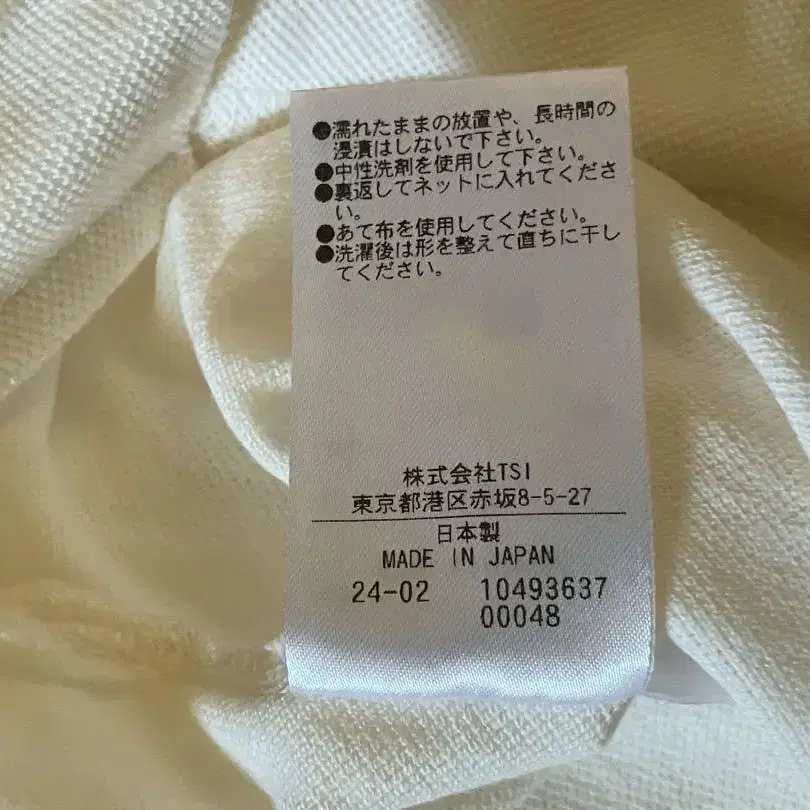 ●濡れたままの放置や、長時間の
浸漬はしないで下さい。
●中性洗剤を使用して下さい。
●裏返してネットに入れてくださ
い。
●あて布を使用してください。
●洗濯後は形を整えて直ちに干し
てください。
株式会社TSI
東京都港区赤坂8-5-27
日本製
MADE IN JAPAN
24-02 10493637
00048